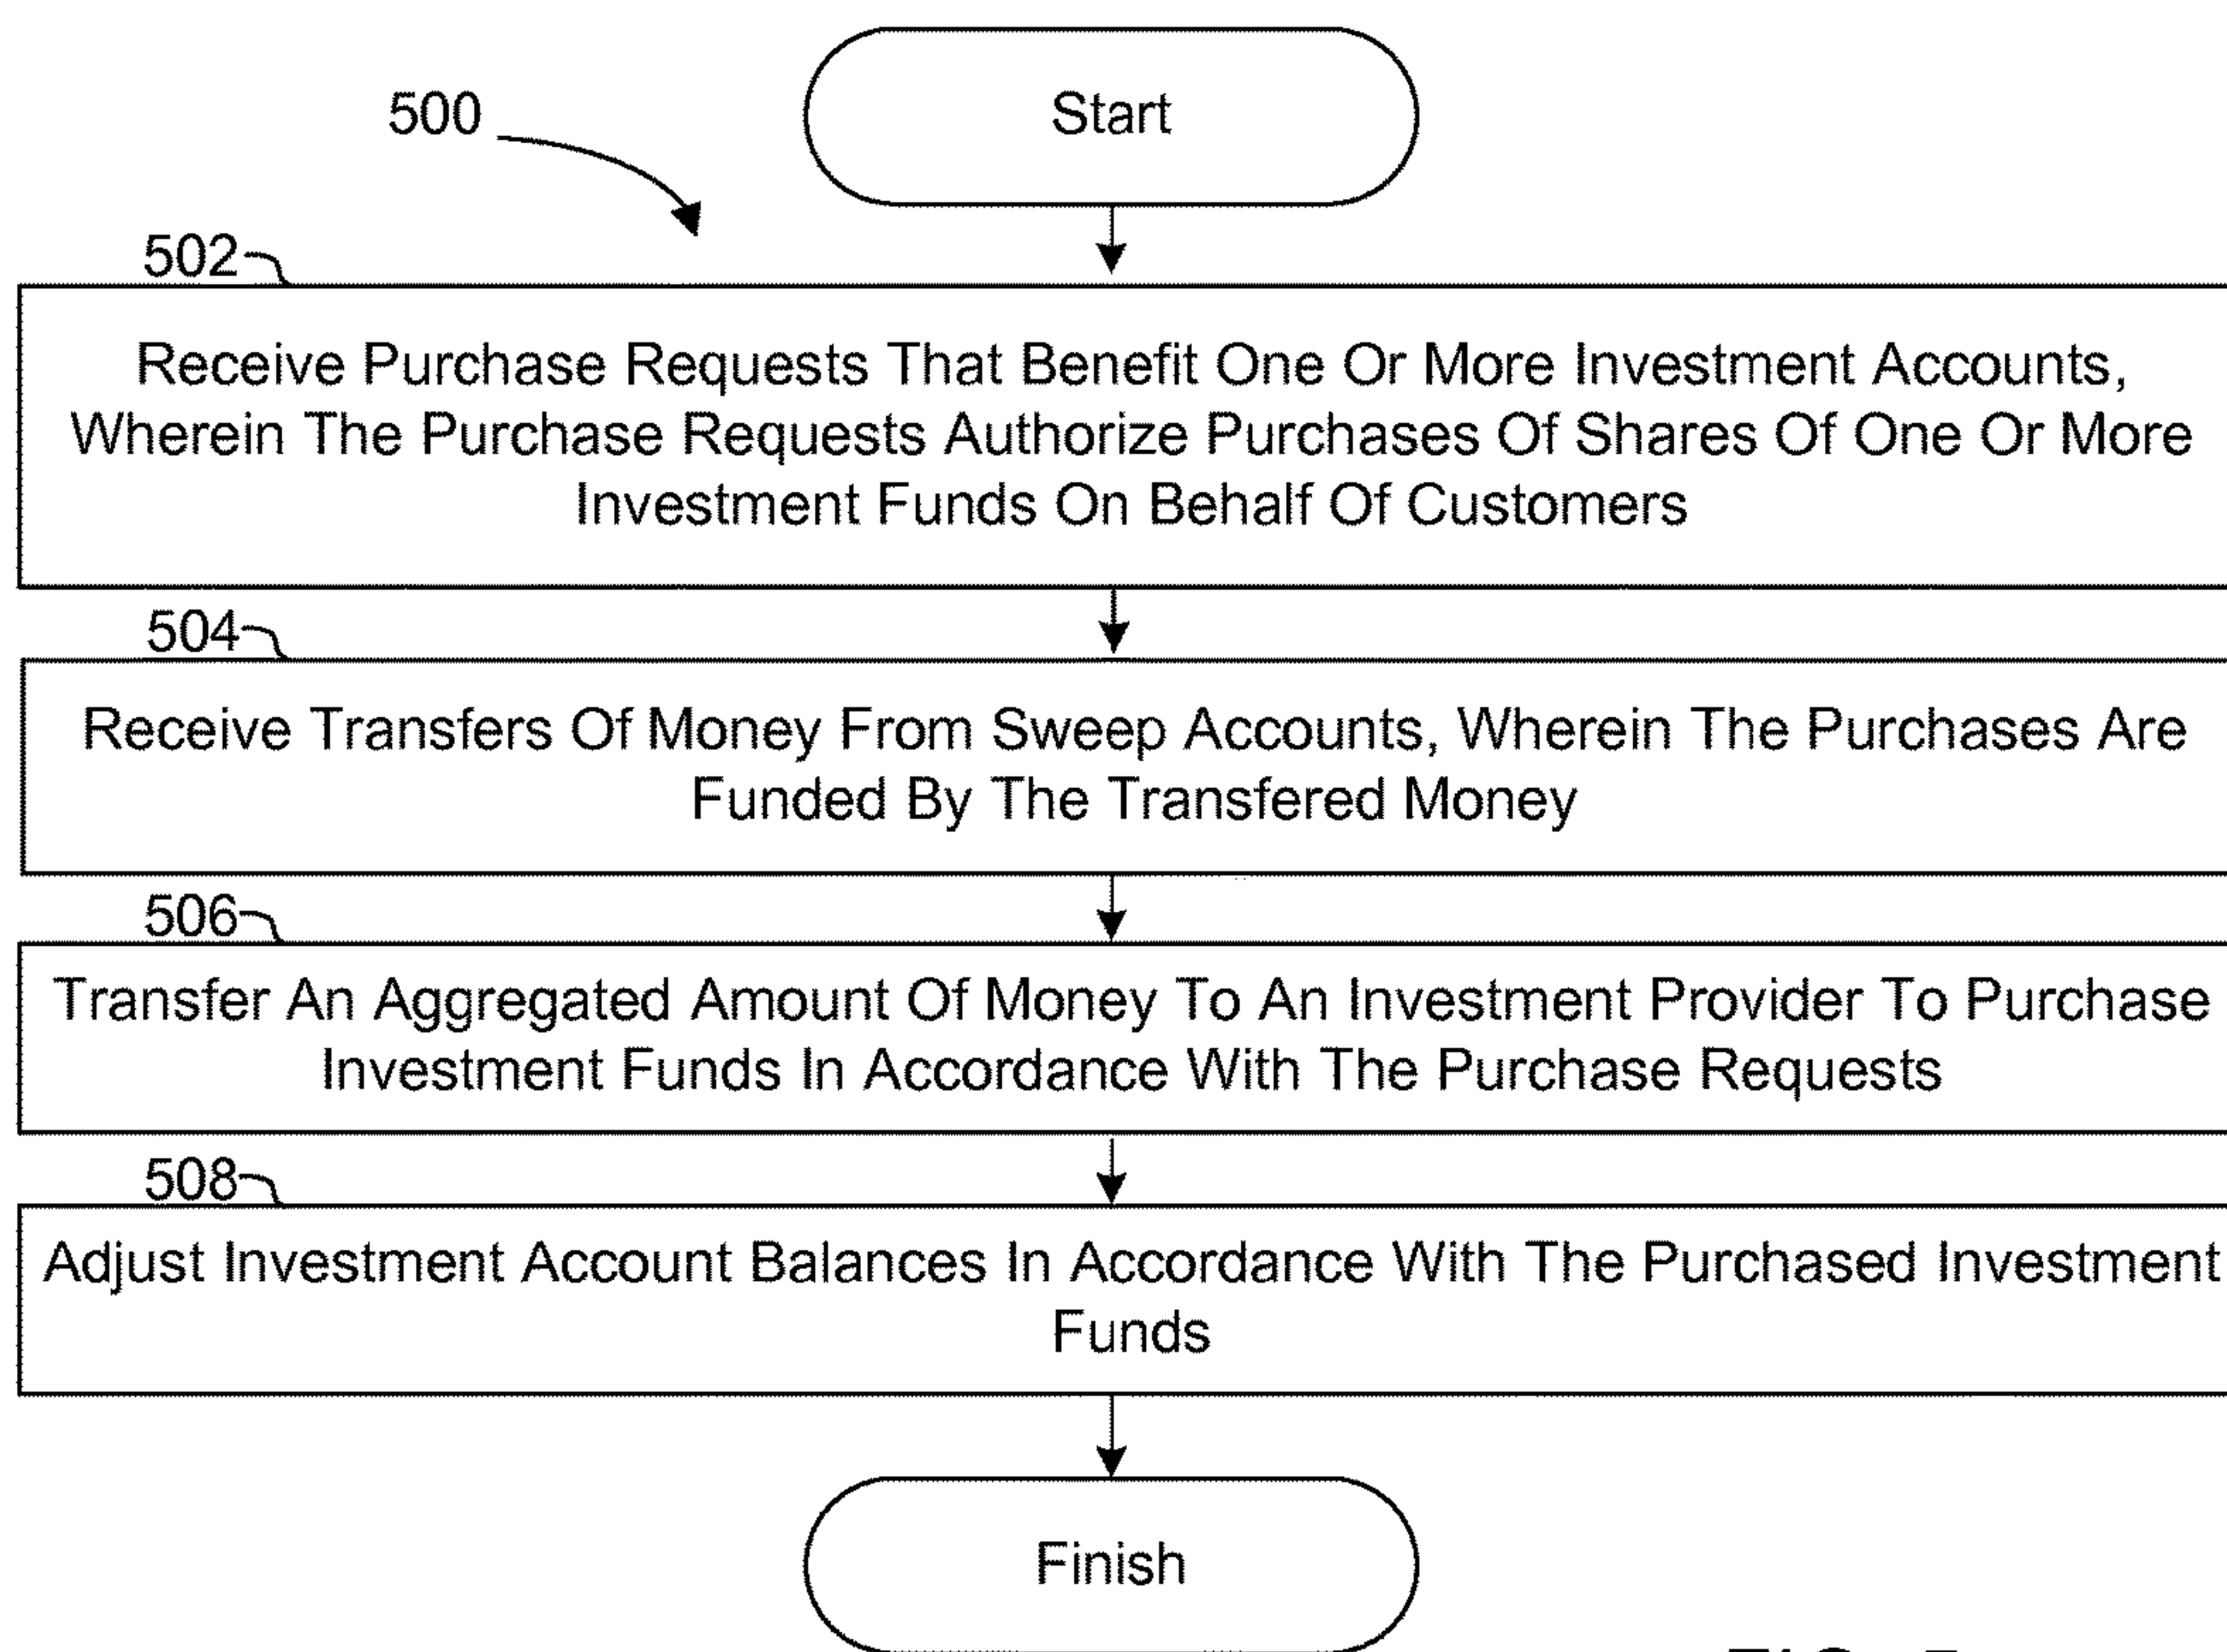 Start
500
502
Receive Purchase Requests That Benefit One Or More Investment Accounts,
Wherein The Purchase Requests Authorize Purchases Of Shares Of One Or More
Investment Funds On Behalf Of Customers
504
Receive Transfers Of Money From Sweep Accounts, Wherein The Purchases Are
Funded By The Transfered Money
506
Transfer An Aggregated Amount Of Money To An Investment Provider To Purchase
Investment Funds In Accordance With The Purchase Requests
508
Adjust Investment Account Balances In Accordance With The Purchased Investment
Funds
Finish